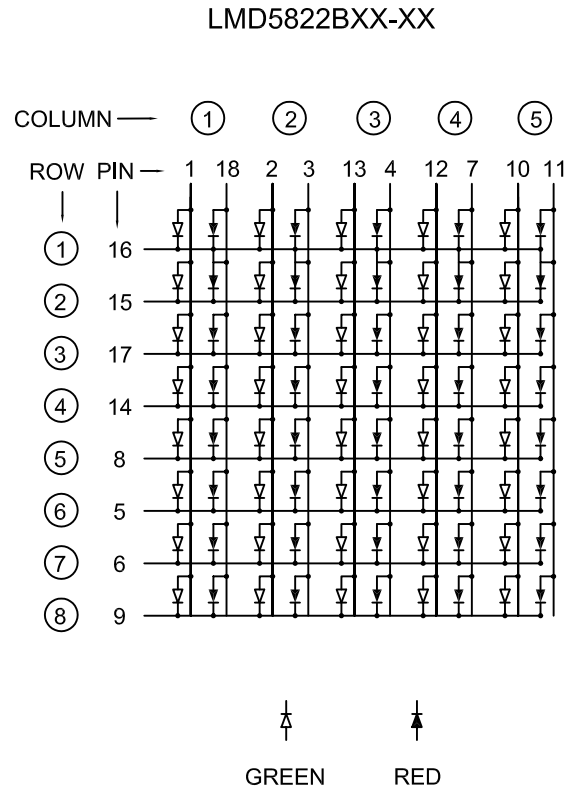 LMD5822BXX-XX
COLUMN 1 2 3 4 5
ROW PIN 1 18 2 3 13 4 12 7 10 11
1 16
2 15
3 17
4 14
5 8
6 5
7 6
8 9
GREEN RED